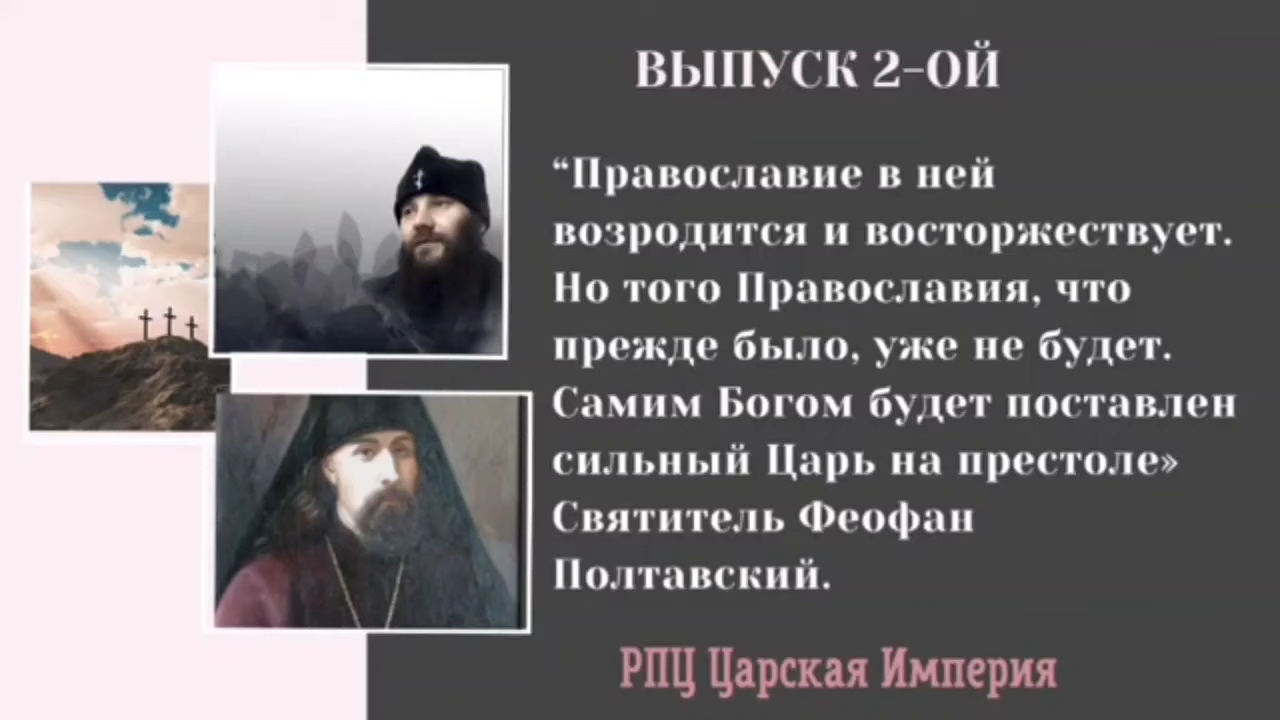 ВЫПУСК 2-ОЙ
“Православие в ней
возродится и восторжествует.
Но того Православия, что
прежде было, уже не будет.
Самим Богом будет поставлен
сильный Царь на престоле»
Святитель Феофан
Полтавский.
РПЦ Царская Империя